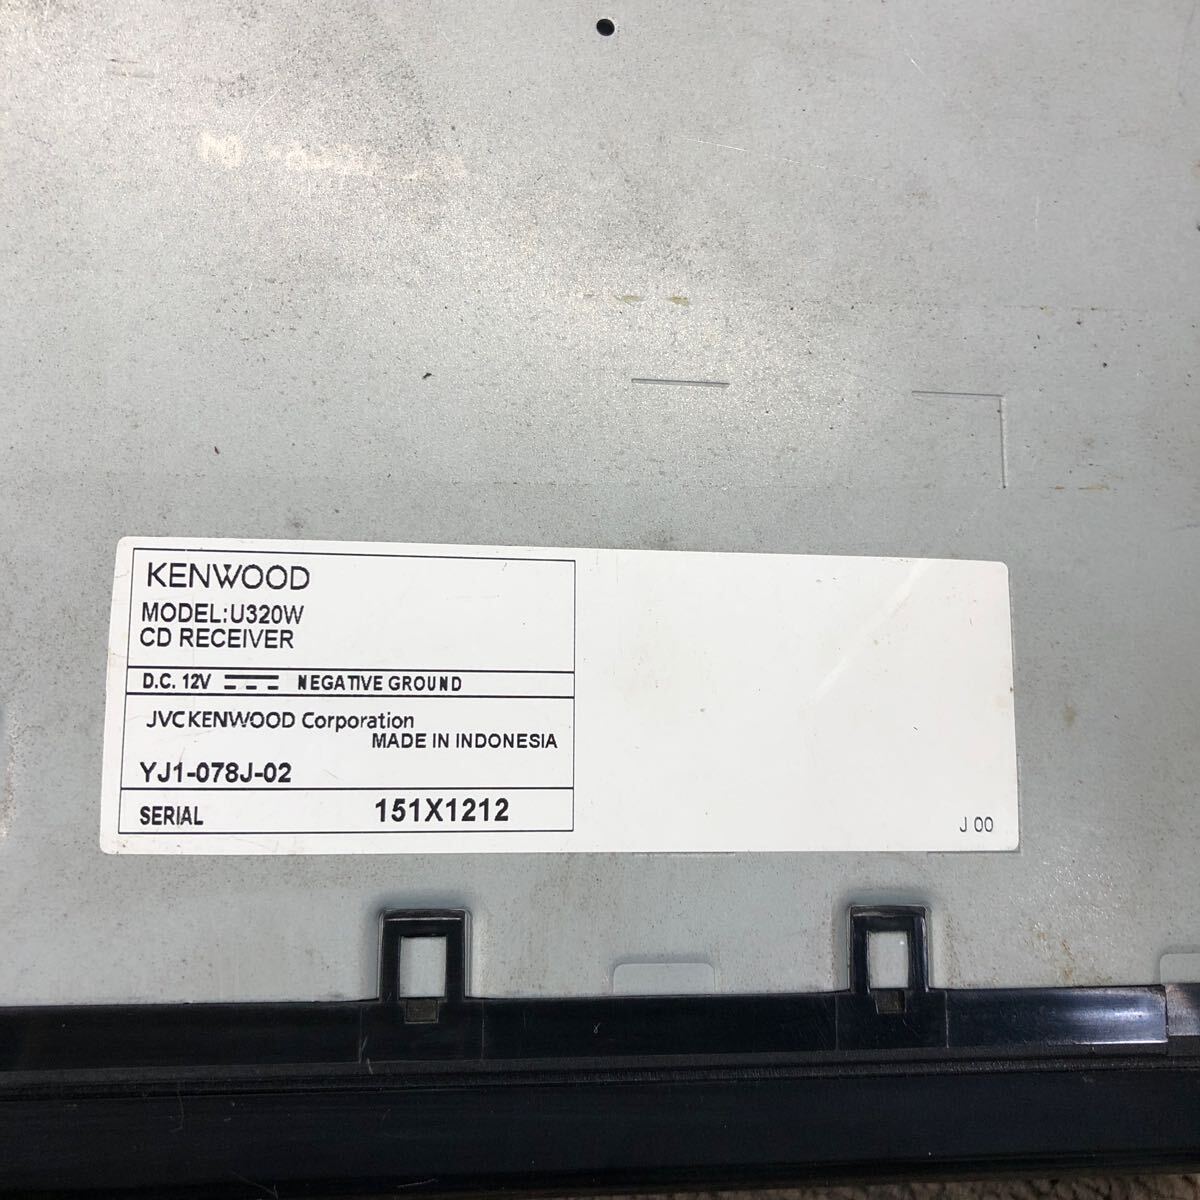 KENWOOD
MODEL:U320W
CD RECEIVER
D.C. 12V NEGATIVE GROUND
JVCKENWOOD Corporation
MADE IN INDONESIA
YJ1-078J-02
SERIAL 151X1212
J 00